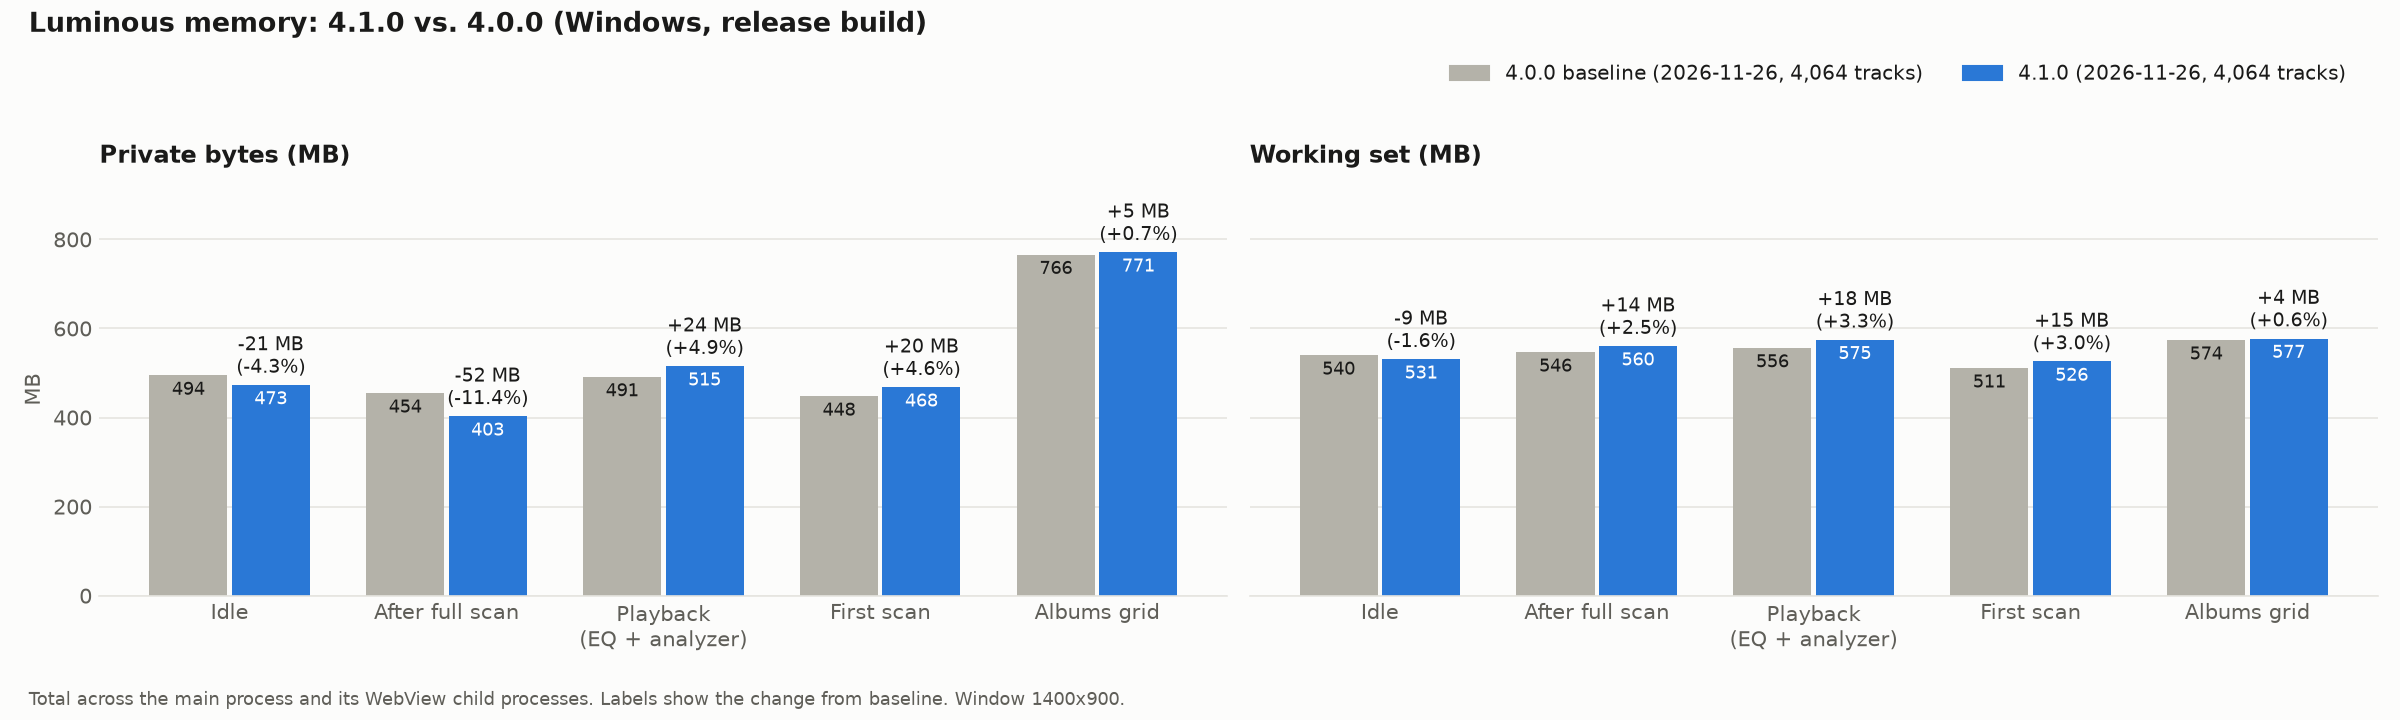 Luminous memory: 4.1.0 vs. 4.0.0 (Windows, release build)
4.0.0 baseline (2026-11-26, 4,064 tracks)
4.1.0 (2026-11-26, 4,064 tracks)
Private bytes (MB)
MB
800
600
400
200
0
494
-21 MB
(-4.3%)
473
454
-52 MB
(-11.4%)
403
491
+24 MB
(+4.9%)
515
448
+20 MB
(+4.6%)
468
766
+5 MB
(+0.7%)
771
Idle
After full scan
Playback
(EQ + analyzer)
First scan
Albums grid
Working set (MB)
540
-9 MB
(-1.6%)
531
546
+14 MB
(+2.5%)
560
556
+18 MB
(+3.3%)
575
511
+15 MB
(+3.0%)
526
574
+4 MB
(+0.6%)
577
Idle
After full scan
Playback
(EQ + analyzer)
First scan
Albums grid
Total across the main process and its WebView child processes. Labels show the change from baseline. Window 1400x900.